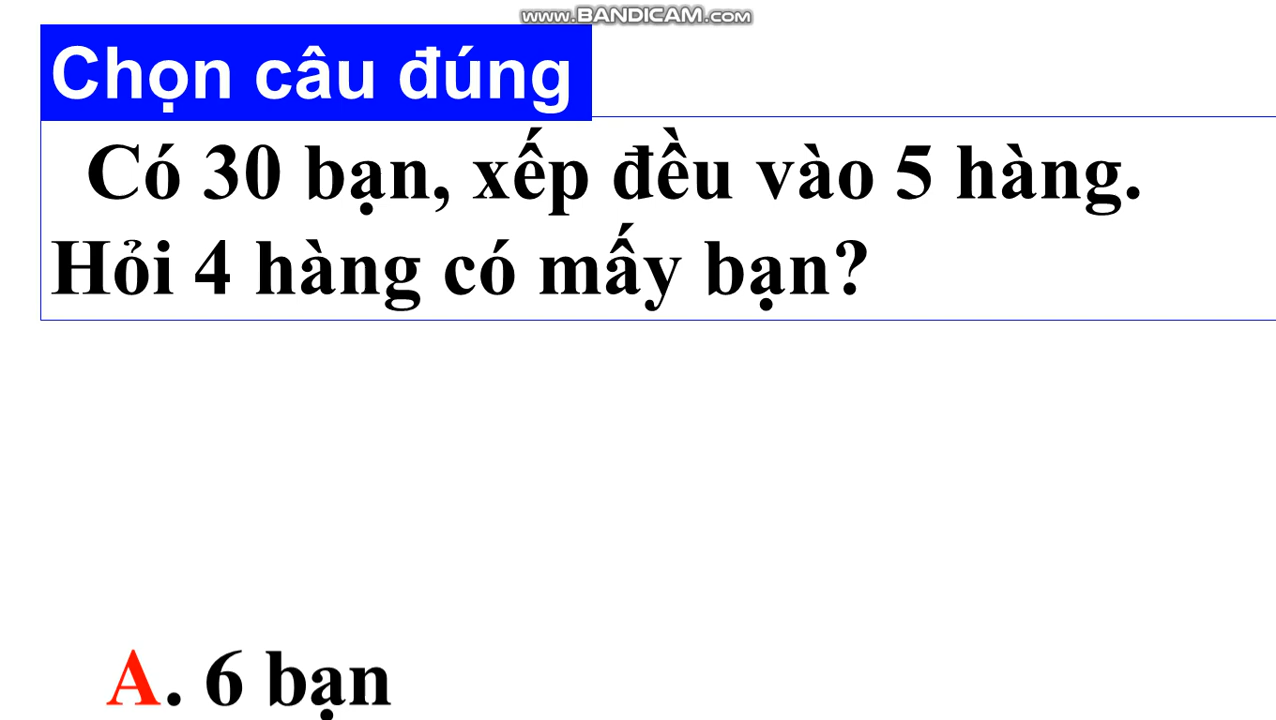 www.BANDICAM.com
Chọn câu đúng
Có 30 bạn, xếp đều vào 5 hàng.
Hỏi 4 hàng có mấy bạn?
A. 6 bạn